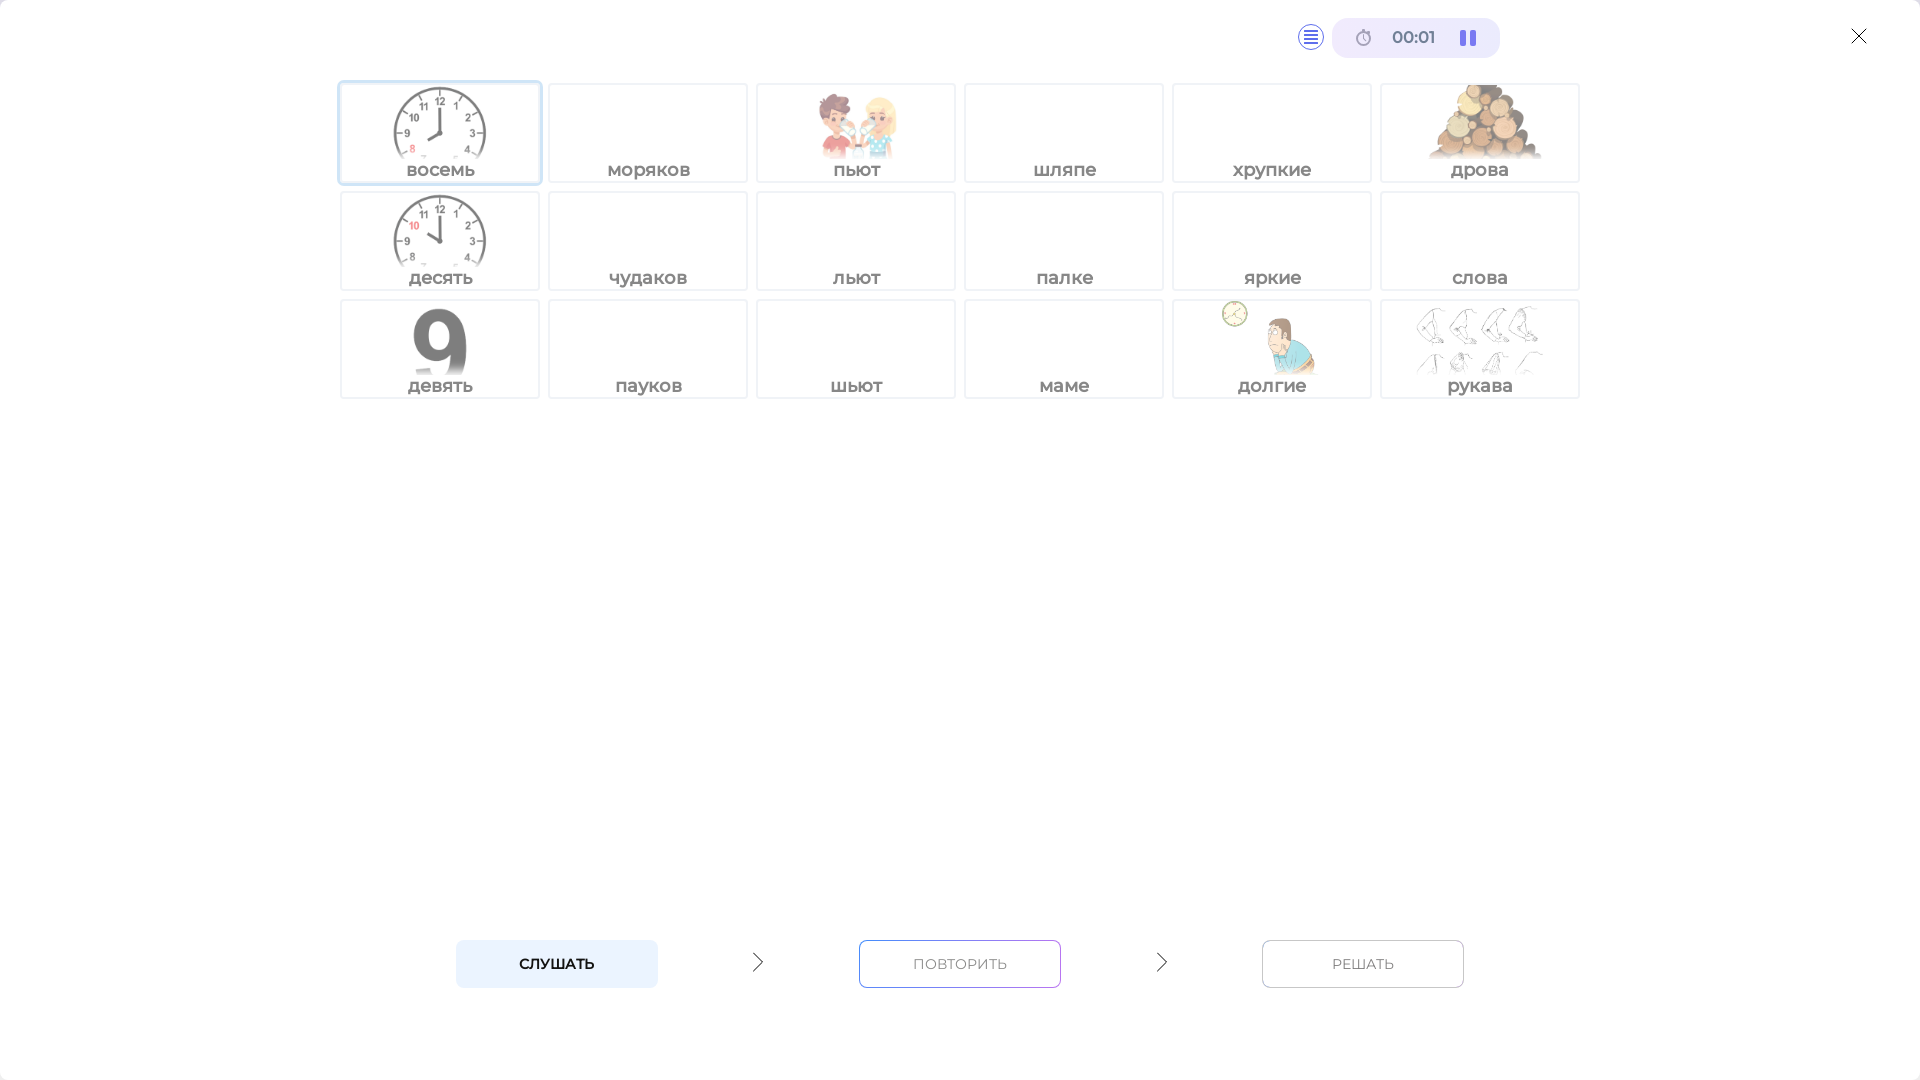 00:01
восемь моряков пьют шляпе хрупкие дрова
десять чудаков льют палке яркие слова
девять пауков шьют маме долгие рукава
СЛУШАТЬ ПОВТОРИТЬ РЕШАТЬ